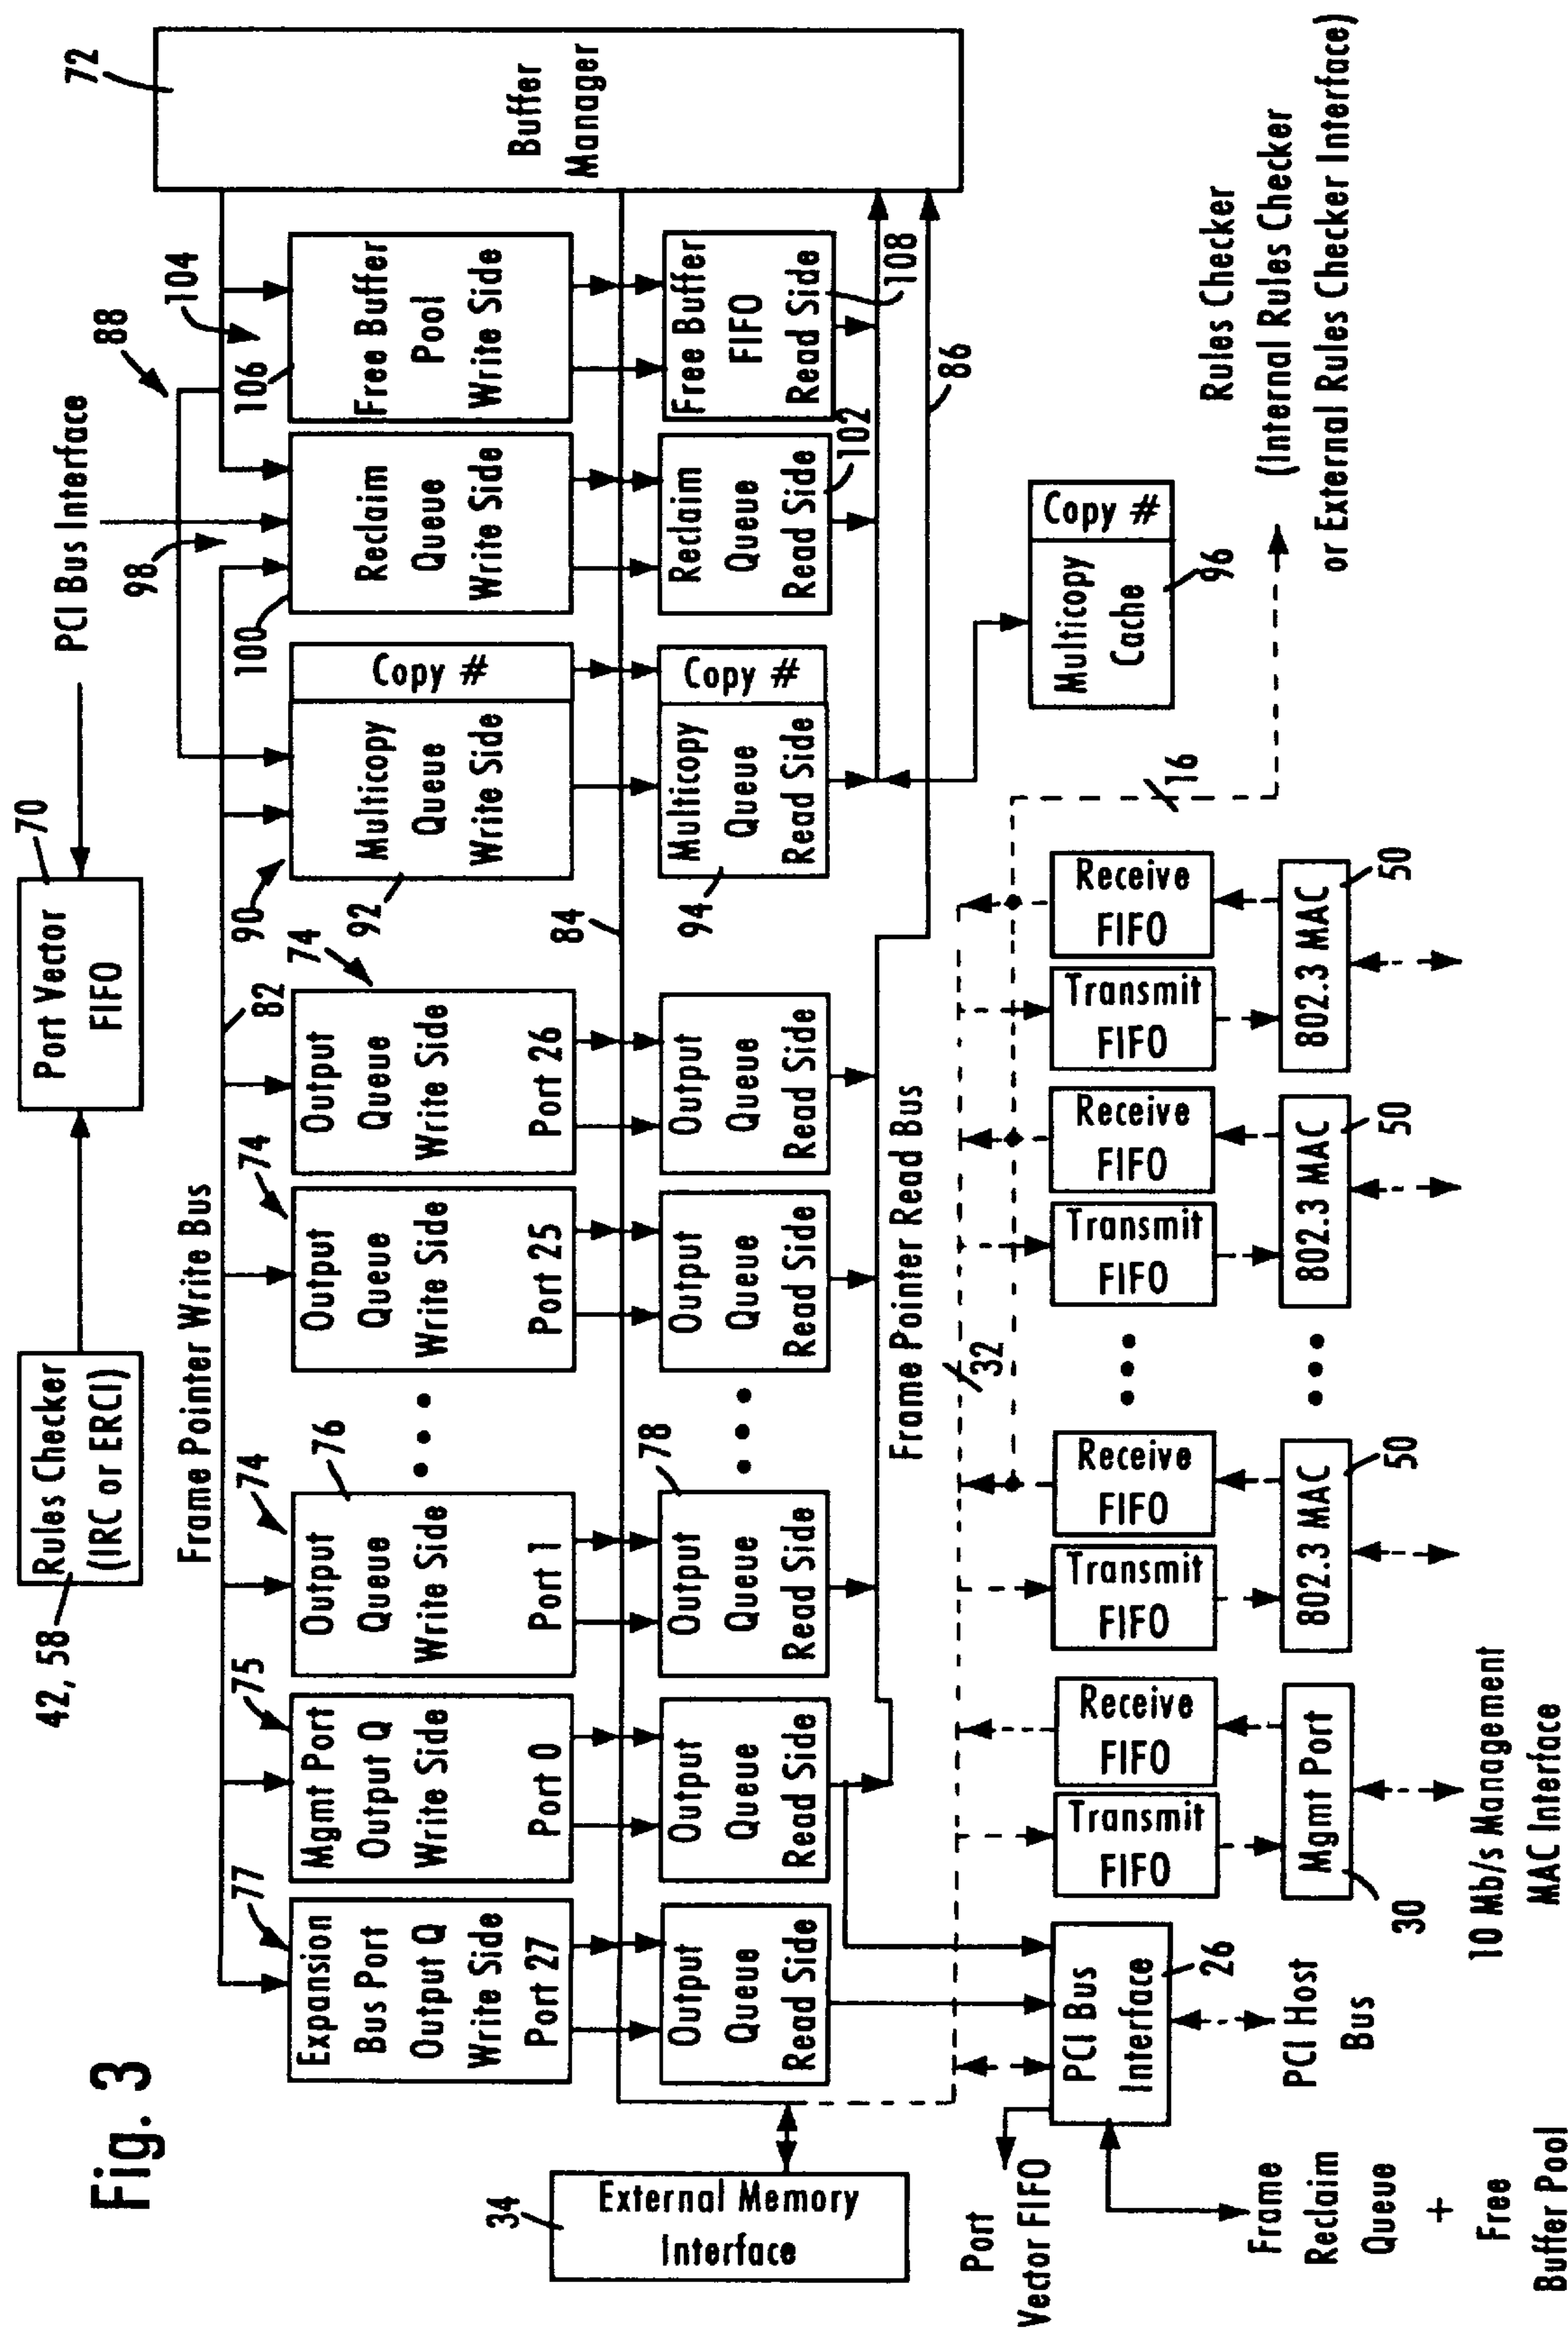 Fig. 3
42, 58
Rules Checker
(IRC or ERCI)
Port Vector
FIFO
70
PCI Bus Interface
88
72
Buffer
Manager
Frame Pointer Write Bus
82
98
104
77
Expansion
Bus Port
Output Q
Write Side
Port 27
75
Mgmt Port
Output Q
Write Side
Port 0
74
76
Output
Queue
Write Side
Port 1
74
Output
Queue
Write Side
Port 25
74
Output
Queue
Write Side
Port 26
90
92
Multicopy
Queue
Write Side
Copy #
100
Reclaim
Queue
Write Side
106
Free Buffer
Pool
Write Side
84
34
External Memory
Interface
Output
Queue
Read Side
Output
Queue
Read Side
78
Output
Queue
Read Side
Output
Queue
Read Side
Output
Queue
Read Side
94
Multicopy
Queue
Read Side
Copy #
Reclaim
Queue
Read Side
102
Free Buffer
FIFO
Read Side
108
Frame Pointer Read Bus
86
32
16
Port
Vector FIFO
PCI Bus
Interface
26
PCI Host
Bus
Frame
Reclaim
Queue
+
Free
Buffer Pool
Transmit
FIFO
Receive
FIFO
Mgmt Port
30
10 Mb/s Management
MAC Interface
Transmit
FIFO
Receive
FIFO
802.3 MAC
50
Transmit
FIFO
Receive
FIFO
802.3 MAC
50
Transmit
FIFO
Receive
FIFO
802.3 MAC
50
Multicopy
Cache
Copy #
96
Rules Checker
(Internal Rules Checker
or External Rules Checker Interface)